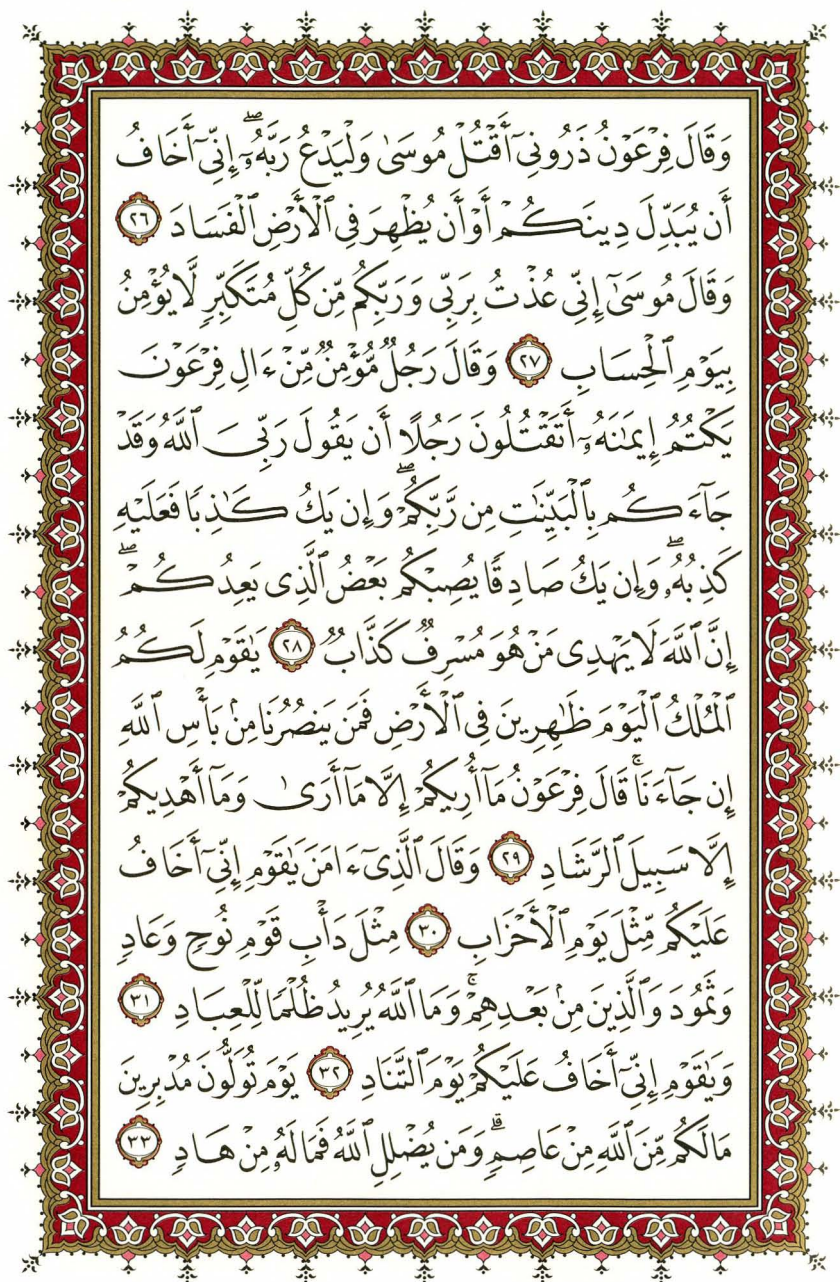 وَقَالَ فِرْعَوْنُ ذَرُونِىٓ أَقْتُلْ مُوسَىٰ وَلْيَدْعُ رَبَّهُۥٓ ۖ إِنِّىٓ أَخَافُ
أَن يُبَدِّلَ دِينَكُمْ أَوْ أَن يُظْهِرَ فِى ٱلْأَرْضِ ٱلْفَسَادَ ٢٦
وَقَالَ مُوسَىٰٓ إِنِّى عُذْتُ بِرَبِّى وَرَبِّكُم مِّن كُلِّ مُتَكَبِّرٍ لَّا يُؤْمِنُ
بِيَوْمِ ٱلْحِسَابِ ٢٧ وَقَالَ رَجُلٌ مُّؤْمِنٌ مِّنْ ءَالِ فِرْعَوْنَ
يَكْتُمُ إِيمَٰنَهُۥٓ أَتَقْتُلُونَ رَجُلًا أَن يَقُولَ رَبِّىَ ٱللَّهُ وَقَدْ
جَآءَكُم بِٱلْبَيِّنَٰتِ مِن رَّبِّكُمْ ۖ وَإِن يَكُ كَٰذِبًا فَعَلَيْهِ
كَذِبُهُۥ ۖ وَإِن يَكُ صَادِقًا يُصِبْكُم بَعْضُ ٱلَّذِى يَعِدُكُمْ ۖ
إِنَّ ٱللَّهَ لَا يَهْدِى مَنْ هُوَ مُسْرِفٌ كَذَّابٌ ٢٨ يَٰقَوْمِ لَكُمُ
ٱلْمُلْكُ ٱلْيَوْمَ ظَٰهِرِينَ فِى ٱلْأَرْضِ فَمَن يَنصُرُنَا مِنۢ بَأْسِ ٱللَّهِ
إِن جَآءَنَا ۚ قَالَ فِرْعَوْنُ مَآ أُرِيكُمْ إِلَّا مَآ أَرَىٰ وَمَآ أَهْدِيكُمْ
إِلَّا سَبِيلَ ٱلرَّشَادِ ٢٩ وَقَالَ ٱلَّذِىٓ ءَامَنَ يَٰقَوْمِ إِنِّىٓ أَخَافُ
عَلَيْكُم مِّثْلَ يَوْمِ ٱلْأَحْزَابِ ٣٠ مِثْلَ دَأْبِ قَوْمِ نُوحٍ وَعَادٍ
وَثَمُودَ وَٱلَّذِينَ مِنۢ بَعْدِهِمْ ۚ وَمَا ٱللَّهُ يُرِيدُ ظُلْمًا لِّلْعِبَادِ ٣١
وَيَٰقَوْمِ إِنِّىٓ أَخَافُ عَلَيْكُمْ يَوْمَ ٱلتَّنَادِ ٣٢ يَوْمَ تُوَلُّونَ مُدْبِرِينَ
مَا لَكُم مِّنَ ٱللَّهِ مِنْ عَاصِمٍ ۗ وَمَن يُضْلِلِ ٱللَّهُ فَمَا لَهُۥ مِنْ هَادٍ ٣٣